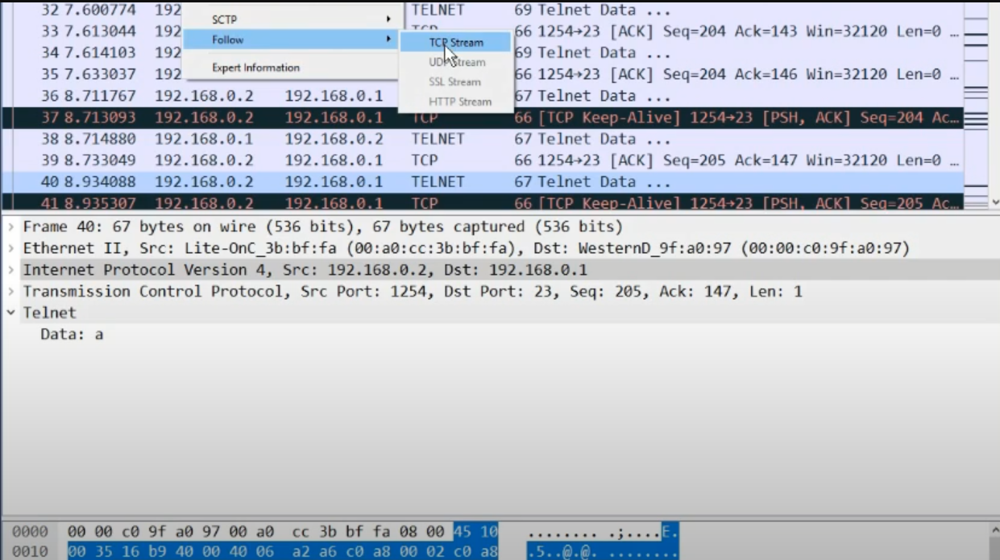 32 7.600774 192 TELNET 69 Telnet Data ...
SCTP
33 7.613044 192 TCP 66 1254→23 [ACK] Seq=204 Ack=143 Win=32120 Len=0 …
Follow
TCP Stream
34 7.614103 192 69 Telnet Data ...
UDP Stream
35 7.633037 192 66 1254→23 [ACK] Seq=204 Ack=146 Win=32120 Len=0 …
Expert Information
SSL Stream
36 8.711767 192.168.0.2 192.168.0.1 67 Telnet Data ...
HTTP Stream
37 8.713093 192.168.0.2 192.168.0.1 TCP 66 [TCP Keep-Alive] 1254→23 [PSH, ACK] Seq=204 Ac…
38 8.714880 192.168.0.1 192.168.0.2 TELNET 67 Telnet Data ...
39 8.733049 192.168.0.2 192.168.0.1 TCP 66 1254→23 [ACK] Seq=205 Ack=147 Win=32120 Len=0 …
40 8.934088 192.168.0.2 192.168.0.1 TELNET 67 Telnet Data ...
41 8.935307 192.168.0.2 192.168.0.1 TCP 66 [TCP Keep-Alive] 1254→23 [PSH, ACK] Seq=205 Ac…
Frame 40: 67 bytes on wire (536 bits), 67 bytes captured (536 bits)
Ethernet II, Src: Lite-OnC_3b:bf:fa (00:a0:cc:3b:bf:fa), Dst: WesternD_9f:a0:97 (00:00:c0:9f:a0:97)
Internet Protocol Version 4, Src: 192.168.0.2, Dst: 192.168.0.1
Transmission Control Protocol, Src Port: 1254, Dst Port: 23, Seq: 205, Ack: 147, Len: 1
Telnet
Data: a
0000 00 00 c0 9f a0 97 00 a0 cc 3b bf fa 08 00 45 10 ........ .;....E.
0010 00 35 16 b9 40 00 40 06 a2 a6 c0 a8 00 02 c0 a8 .5..@.@. ........